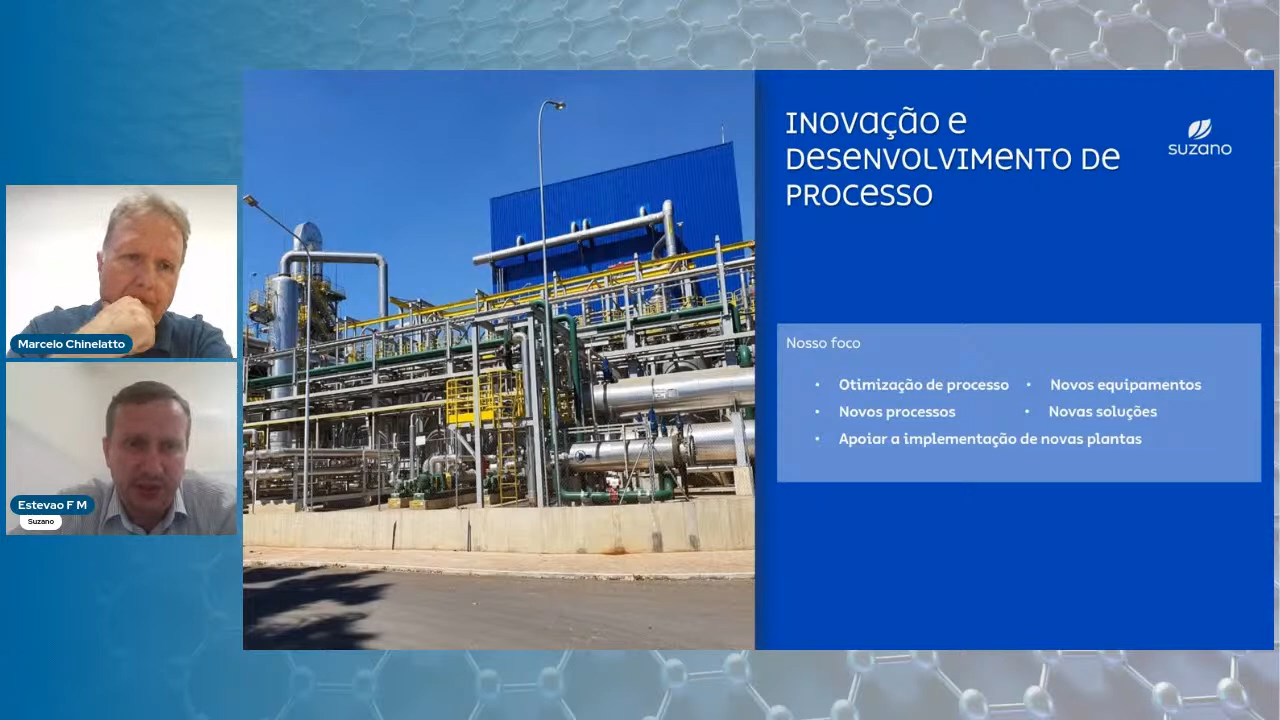 Marcelo Chinelatto
Estevao F M
Suzano
Inovação e
desenvolvimento de
processo
suzano
Nosso foco
• Otimização de processo • Novos equipamentos
• Novos processos • Novas soluções
• Apoiar a implementação de novas plantas